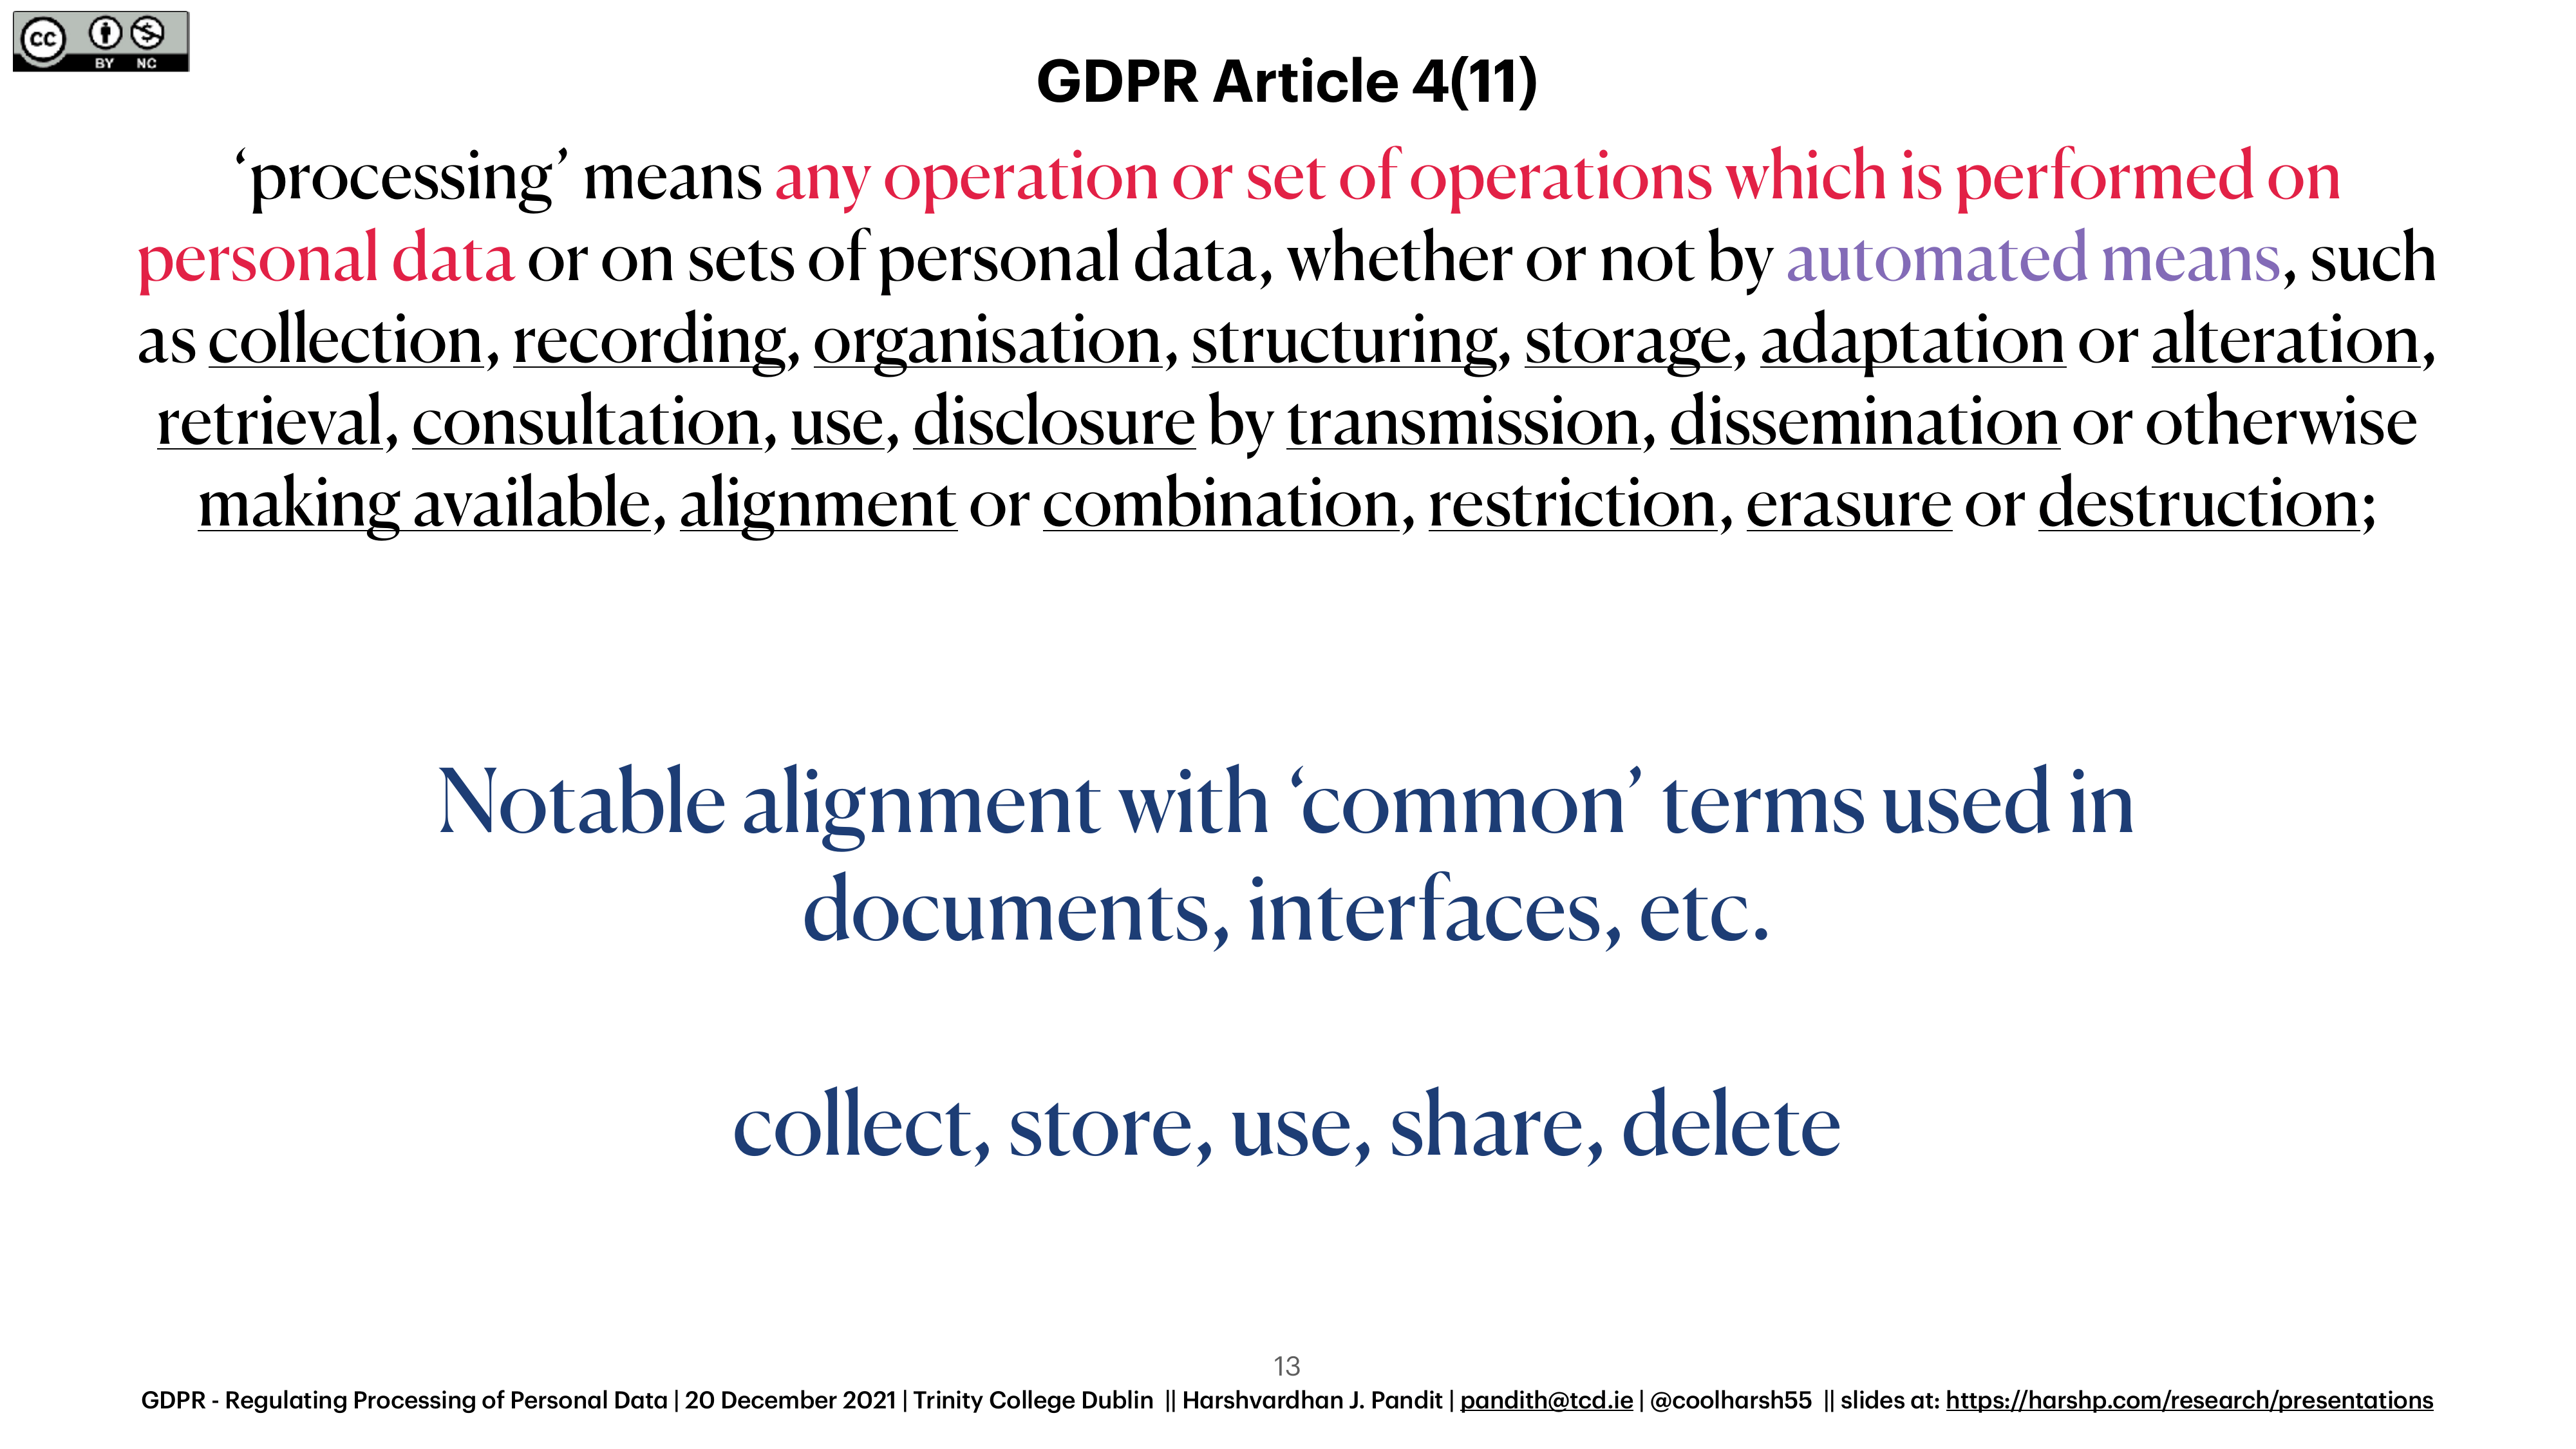 cc
BY NC
GDPR Article 4(11)
‘processing’ means any operation or set of operations which is performed on
personal data or on sets of personal data, whether or not by automated means, such
as collection, recording, organisation, structuring, storage, adaptation or alteration,
retrieval, consultation, use, disclosure by transmission, dissemination or otherwise
making available, alignment or combination, restriction, erasure or destruction;
Notable alignment with ‘common’ terms used in
documents, interfaces, etc.
collect, store, use, share, delete
13
GDPR - Regulating Processing of Personal Data | 20 December 2021 | Trinity College Dublin || Harshvardhan J. Pandit | pandith@tcd.ie | @coolharsh55 || slides at: https://harshp.com/research/presentations